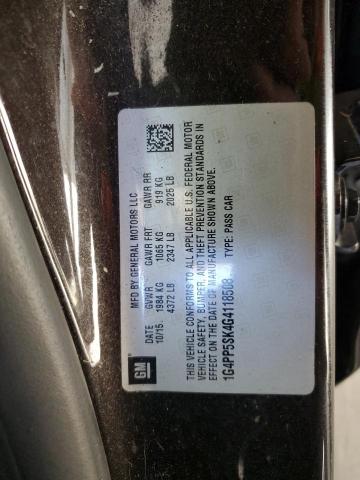 GM
MFD BY GENERAL MOTORS LLC
DATE GVWR GAWR FRT GAWR RR
10/15 1984 KG 1065 KG 919 KG
4372 LB 2347 LB 2025 LB
THIS VEHICLE CONFORMS TO ALL APPLICABLE U.S. FEDERAL MOTOR
VEHICLE SAFETY, BUMPER, AND THEFT PREVENTION STANDARDS IN
EFFECT ON THE DATE OF MANUFACTURE SHOWN ABOVE.
1G4PP5SK4G4118508 TYPE: PASS CAR